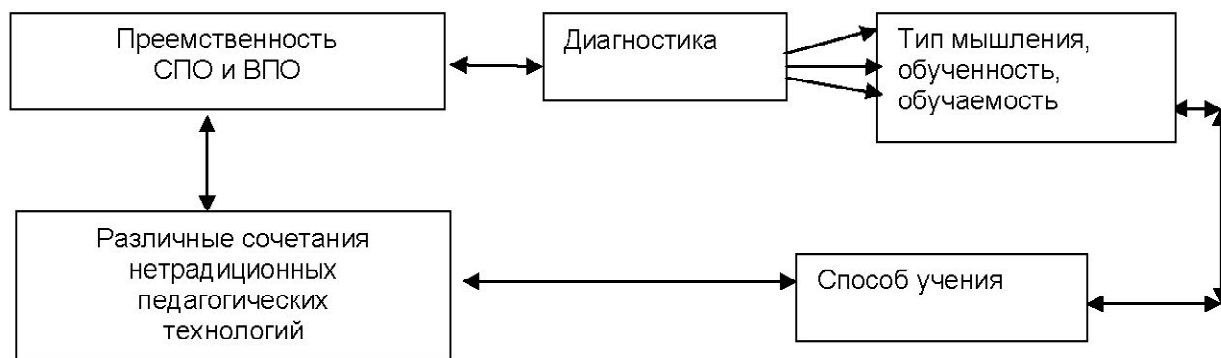 Преемственность
СПО и ВПО
Диагностика
Тип мышления,
обученность,
обучаемость
Различные сочетания
нетрадиционных
педагогических
технологий
Способ учения